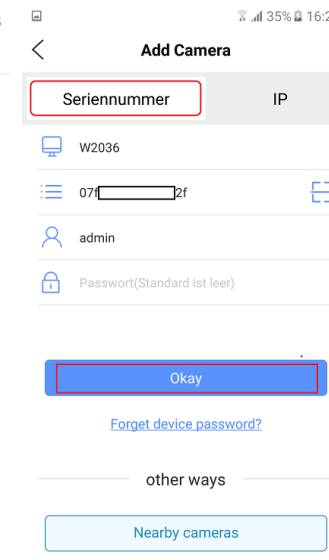 35% 16:2
Add Camera
Seriennummer IP
W2036
07f 2f
admin
Passwort(Standard ist leer)
Okay
Forget device password?
other ways
Nearby cameras